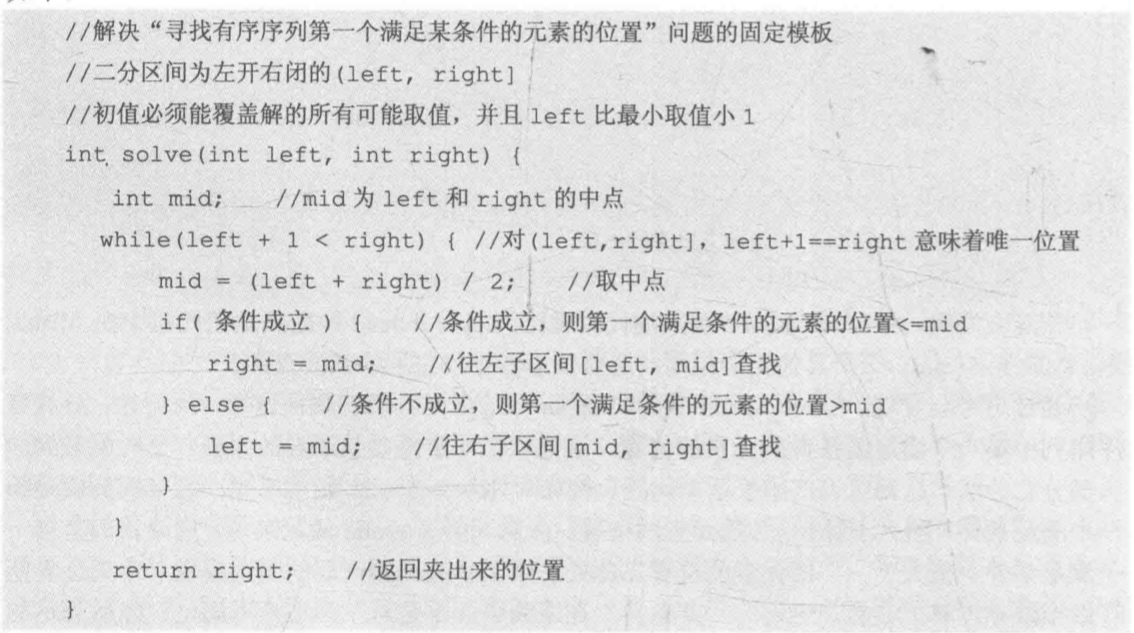 //解决“寻找有序序列第一个满足某条件的元素的位置”问题的固定模板
//二分区间为左开右闭的(left, right]
//初值必须能覆盖解的所有可能取值，并且left 比最小取值小1
int solve(int left, int right) {
int mid; //mid 为 left 和 right 的中点
while(left + 1 < right) { //对(left,right]，left+1==right 意味着唯一位置
mid = (left + right) / 2; //取中点
if( 条件成立 ) { //条件成立，则第一个满足条件的元素的位置<=mid
right = mid; //往左子区间[left, mid]查找
} else { //条件不成立，则第一个满足条件的元素的位置>mid
left = mid; //往右子区间[mid, right]查找
}
}
return right; //返回夹出来的位置
}